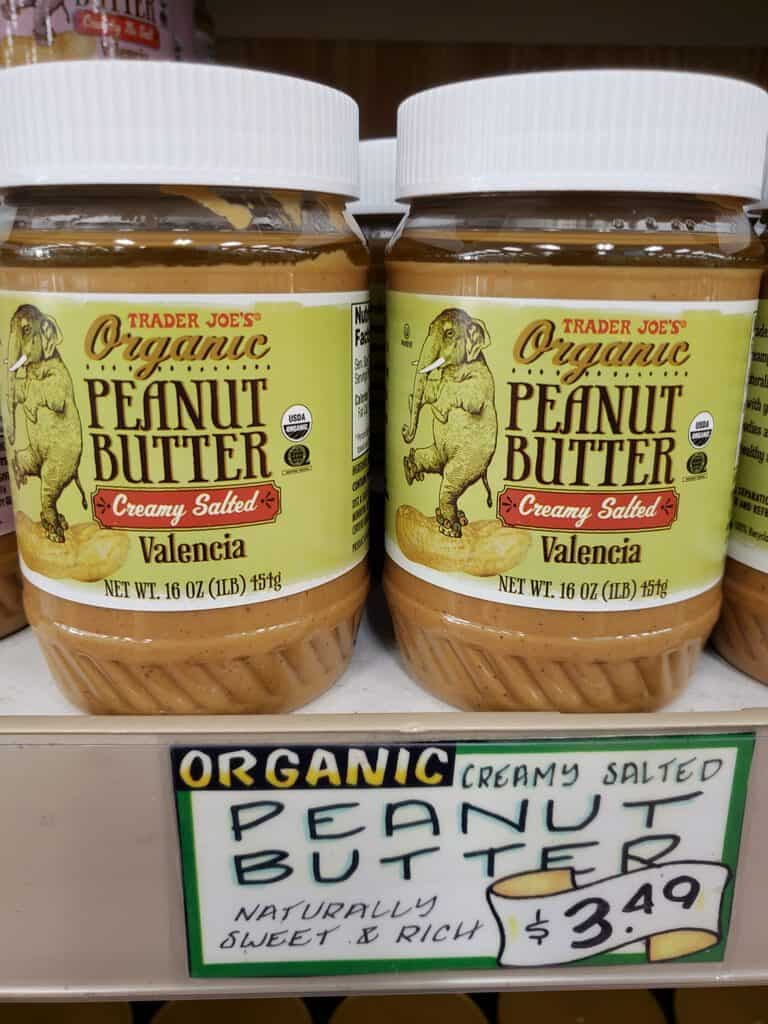 BUTTER
TRADER JOE'S®
Organic
PEANUT
BUTTER
Creamy Salted
Valencia
NET WT. 16 OZ (1LB) 454g
USDA
ORGANIC
TRADER JOE'S®
Organic
PEANUT
BUTTER
Creamy Salted
Valencia
NET WT. 16 OZ (1LB) 454g
USDA
ORGANIC
ORGANIC CREAMY SALTED
PEANUT
BUTTER
NATURALLY
SWEET & RICH
$3.49